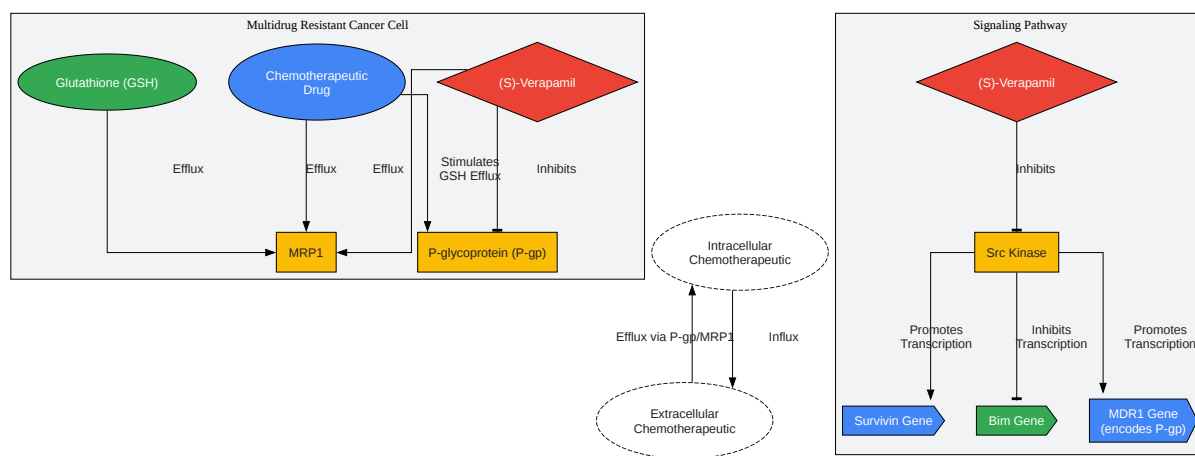 Multidrug Resistant Cancer Cell
Glutathione (GSH)
Chemotherapeutic
Drug
(S)-Verapamil
Efflux
Efflux
Efflux
Stimulates
GSH Efflux
Inhibits
MRP1
P-glycoprotein (P-gp)
Intracellular
Chemotherapeutic
Efflux via P-gp/MRP1
Influx
Extracellular
Chemotherapeutic
Signaling Pathway
(S)-Verapamil
Inhibits
Src Kinase
Promotes
Transcription
Inhibits
Transcription
Promotes
Transcription
Survivin Gene
Bim Gene
MDR1 Gene
(encodes P-gp)